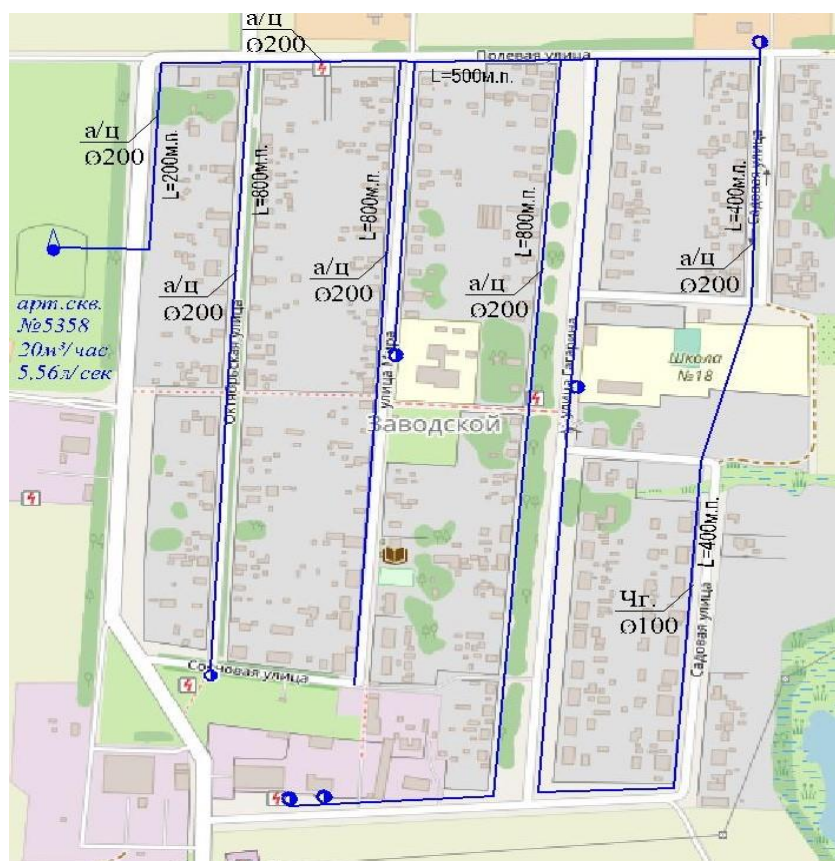 а/ц
Ø200
Полевая улица
L=500м.п.
а/ц
Ø200
L=200м.п.
L=800м.п.
L=800м.п.
L=800м.п.
L=400м.п.
Садовая улица
а/ц
Ø200
а/ц
Ø200
а/ц
Ø200
а/ц
Ø200
арт.скв.
№5358
20м³/час,
5,56л/сек
Октябрьская улица
улица Мира
улица Гагарина
Школа
№18
Заводской
L=400м.п.
Чг.
Ø100
Садовая улица
Сосновая улица